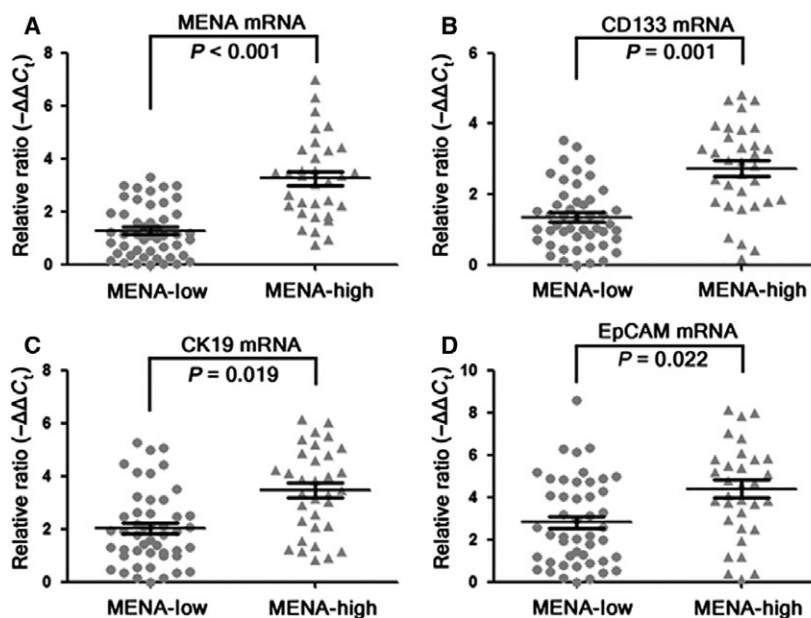 A
MENA mRNA
P < 0.001
Relative ratio (−ΔΔCt)
8
6
4
2
0
MENA-low
MENA-high
B
CD133 mRNA
P = 0.001
Relative ratio (−ΔΔCt)
6
4
2
0
MENA-low
MENA-high
C
CK19 mRNA
P = 0.019
Relative ratio (−ΔΔCt)
8
6
4
2
0
MENA-low
MENA-high
D
EpCAM mRNA
P = 0.022
Relative ratio (−ΔΔCt)
10
8
6
4
2
0
MENA-low
MENA-high